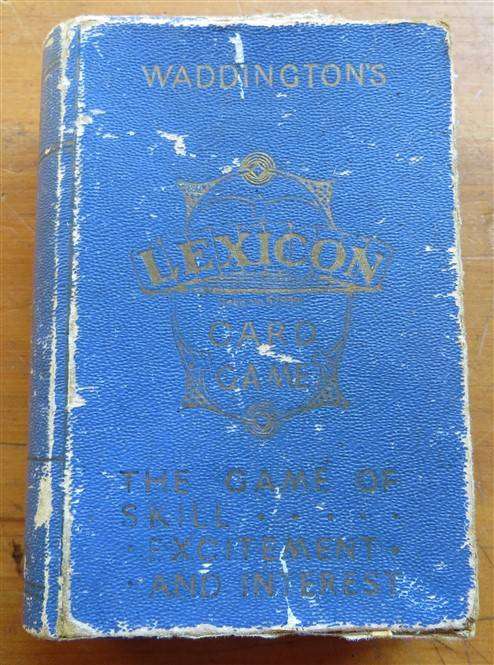 WADDINGTON'S
LEXICON
CARD
GAME
THE GAME OF
SKILL · · · · ·
· EXCITEMENT ·
· AND INTEREST